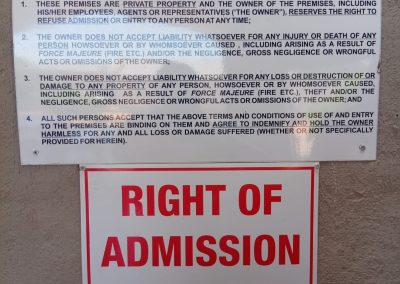 1. THESE PREMISES ARE PRIVATE PROPERTY AND THE OWNER OF THE PREMISES, INCLUDING
HIS/HER EMPLOYEES, AGENTS OR REPRESENTATIVES ("THE OWNER"), RESERVES THE RIGHT TO
REFUSE ADMISSION OR ENTRY TO ANY PERSON AT ANY TIME;
2. THE OWNER DOES NOT ACCEPT LIABILITY WHATSOEVER FOR ANY INJURY OR DEATH OF ANY
PERSON HOWSOEVER OR BY WHOMSOEVER CAUSED , INCLUDING ARISING AS A RESULT OF
FORCE MAJEURE (FIRE ETC.) AND/OR THE NEGLIGENCE, GROSS NEGLIGENCE OR WRONGFUL
ACTS OR OMISSIONS OF THE OWNER;
3. THE OWNER DOES NOT ACCEPT LIABILITY WHATSOEVER FOR ANY LOSS OR DESTRUCTION OF OR
DAMAGE TO ANY PROPERTY OF ANY PERSON, HOWSOEVER OR BY WHOMSOEVER CAUSED,
INCLUDING ARISING AS A RESULT OF FORCE MAJEURE (FIRE ETC.), THEFT AND/OR THE
NEGLIGENCE, GROSS NEGLIGENCE OR WRONGFUL ACTS OR OMISSIONS OF THE OWNER; AND
4. ALL SUCH PERSONS ACCEPT THAT THE ABOVE TERMS AND CONDITIONS OF USE OF AND ENTRY
TO THE PREMISES ARE BINDING ON THEM AND AGREE TO INDEMNIFY AND HOLD THE OWNER
HARMLESS FOR ANY AND ALL LOSS OR DAMAGE SUFFERED (WHETHER OR NOT SPECIFICALLY
PROVIDED FOR HEREIN).
RIGHT OF
ADMISSION